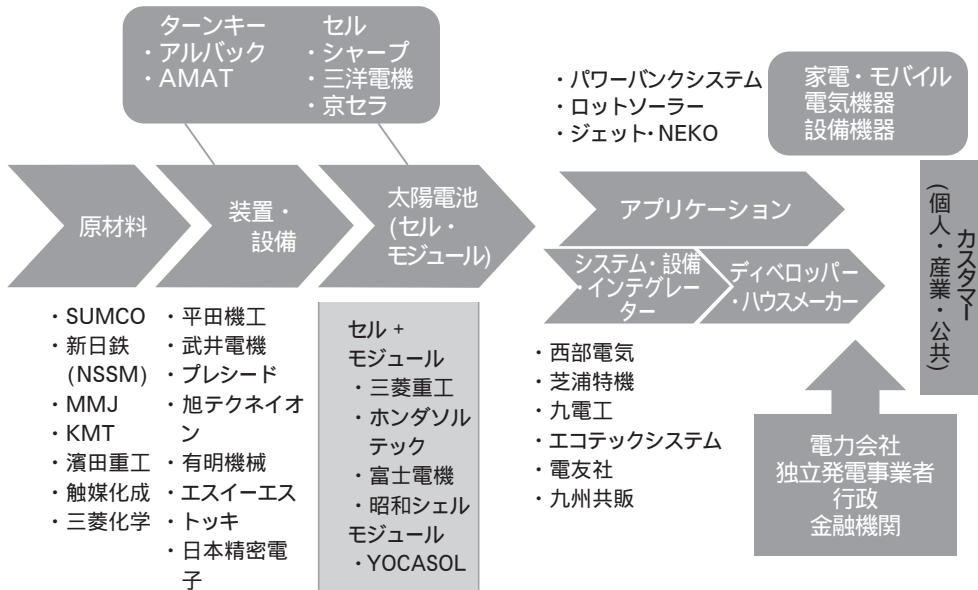 ターンキー
・アルバック
・AMAT
セル
・シャープ
・三洋電機
・京セラ
・パワーバンクシステム
・ロットソーラー
・ジェット・NEKO
家電・モバイル
電気機器
設備機器
原材料
装置・
設備
太陽電池
(セル・
モジュール)
アプリケーション
システム・設備
・インテグレー
ター
ディベロッパー
・ハウスメーカー
カスタマー
(個人・産業・公共)
・SUMCO
・新日鉄
(NSSM)
・MMJ
・KMT
・濱田重工
・触媒化成
・三菱化学
・平田機工
・武井電機
・プレシード
・旭テクネイオ
ン
・有明機械
・エスイーエス
・トッキ
・日本精密電
子
セル +
モジュール
・三菱重工
・ホンダソル
テック
・富士電機
・昭和シェル
モジュール
・YOCASOL
・西部電気
・芝浦特機
・九電工
・エコテックシステム
・電友社
・九州共販
電力会社
独立発電事業者
行政
金融機関